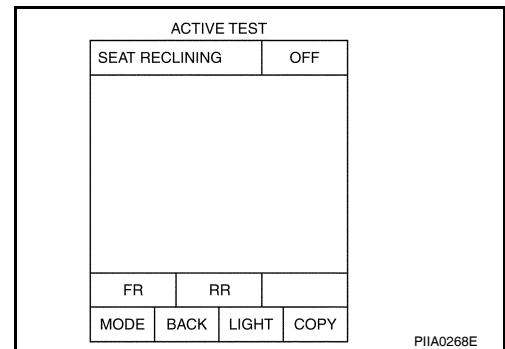 ACTIVE TEST
SEAT RECLINING OFF
FR RR
MODE BACK LIGHT COPY
PIIA0268E